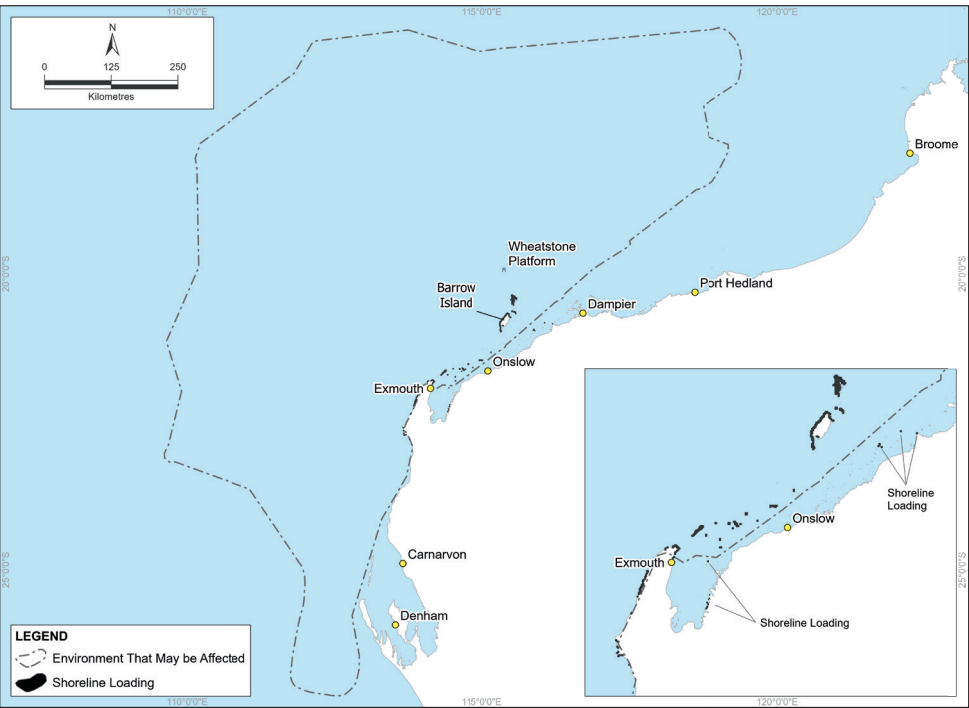 110°0'0"E
115°0'0"E
120°0'0"E
N
0
125
250
Kilometres
Broome
20°0'0"S
20°0'0"S
Wheatstone
Platform
Barrow
Island
Port Hedland
Dampier
Onslow
Exmouth
Shoreline
Loading
Onslow
Exmouth
Shoreline Loading
Carnarvon
25°0'0"S
25°0'0"S
Denham
LEGEND
Environment That May be Affected
Shoreline Loading
110°0'0"E
115°0'0"E
120°0'0"E